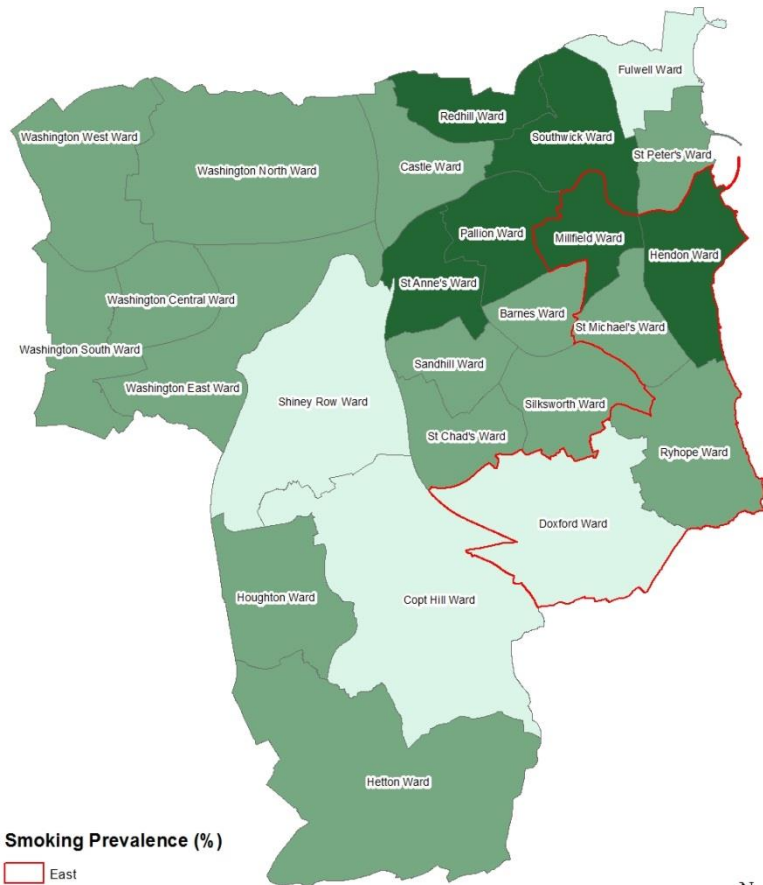 Fulwell Ward
Redhill Ward
Southwick Ward
Washington West Ward
St Peter's Ward
Washington North Ward
Castle Ward
Pallion Ward
Millfield Ward
Hendon Ward
St Anne's Ward
Washington Central Ward
Barnes Ward
St Michael's Ward
Washington South Ward
Sandhill Ward
Washington East Ward
Shiney Row Ward
Silksworth Ward
St Chad's Ward
Ryhope Ward
Doxford Ward
Houghton Ward
Copt Hill Ward
Hetton Ward
Smoking Prevalence (%)
East
N